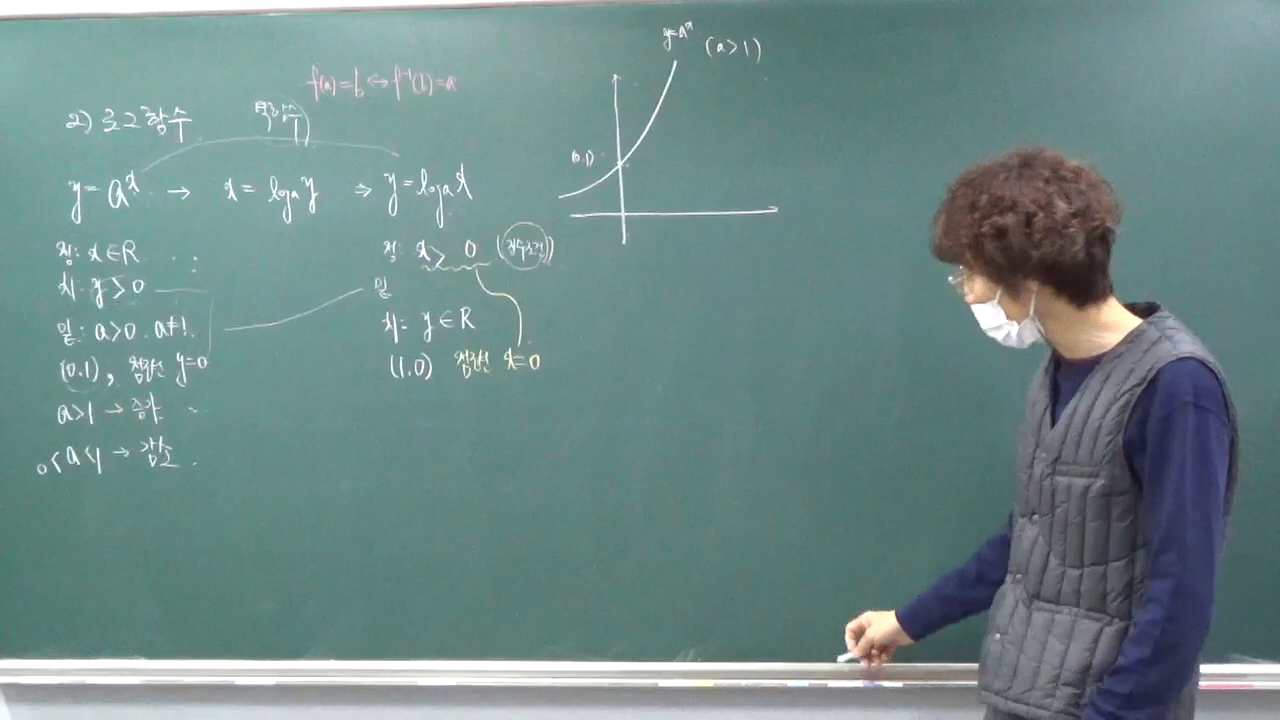 f(a)=b ⇔ f⁻¹(b)=a
2) 로그함수
역함수
y=aˣ → x=logₐy ⇒ y=logₐx
정: x∈R
치: y>0
밑: a>0, a≠1
(0.1), 점근선 y=0
a>1 → 증가
0<a<1 → 감소
정: x>0 (진수조건)
밑
치: y∈R
(1.0) 점근선 x=0
y=aˣ (a>1)
(0.1)